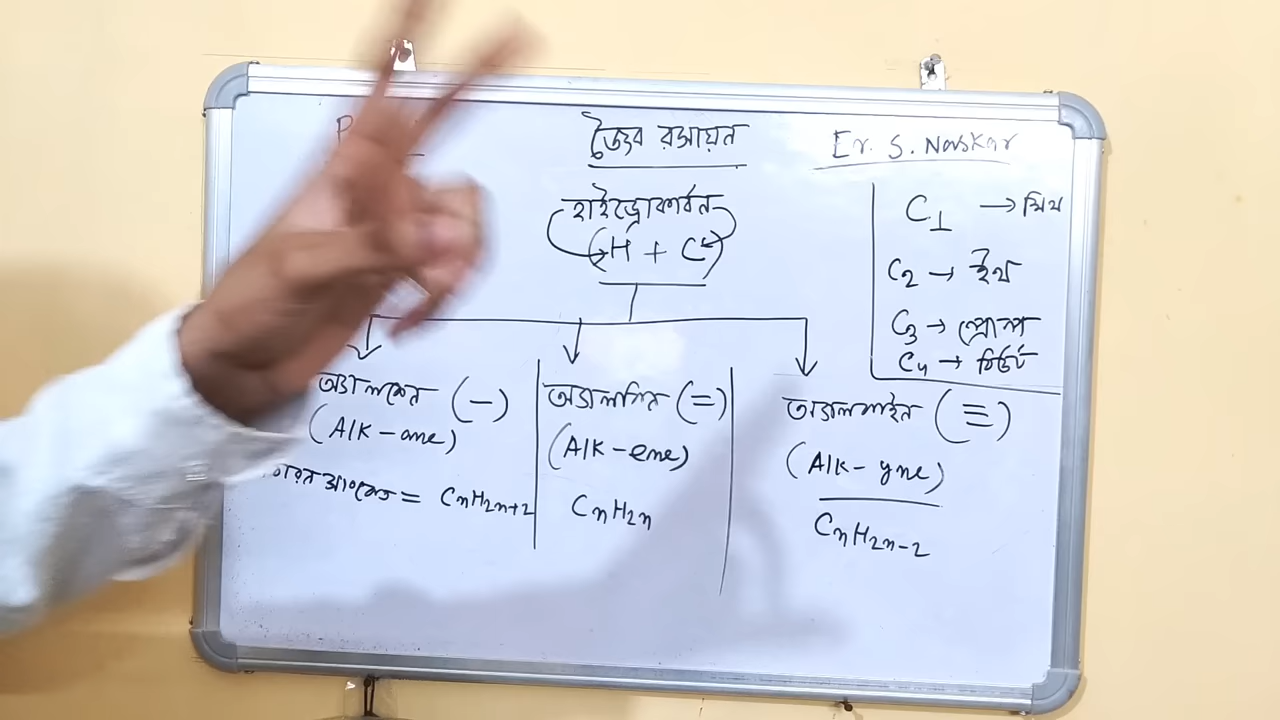 জৈব রসায়ন
Er. S. Naskar
হাইড্রোকার্বন
(H + C)
C1 → মিথ
C2 → ইথ
C3 → প্রোপ
C4 → বিউট
অ্যালকেন (−)
(Alk-ane)
= CnH2n+2
অ্যালকিন (=)
(Alk-ene)
CnH2n
অ্যালকাইন (≡)
(Alk-yne)
CnH2n-2